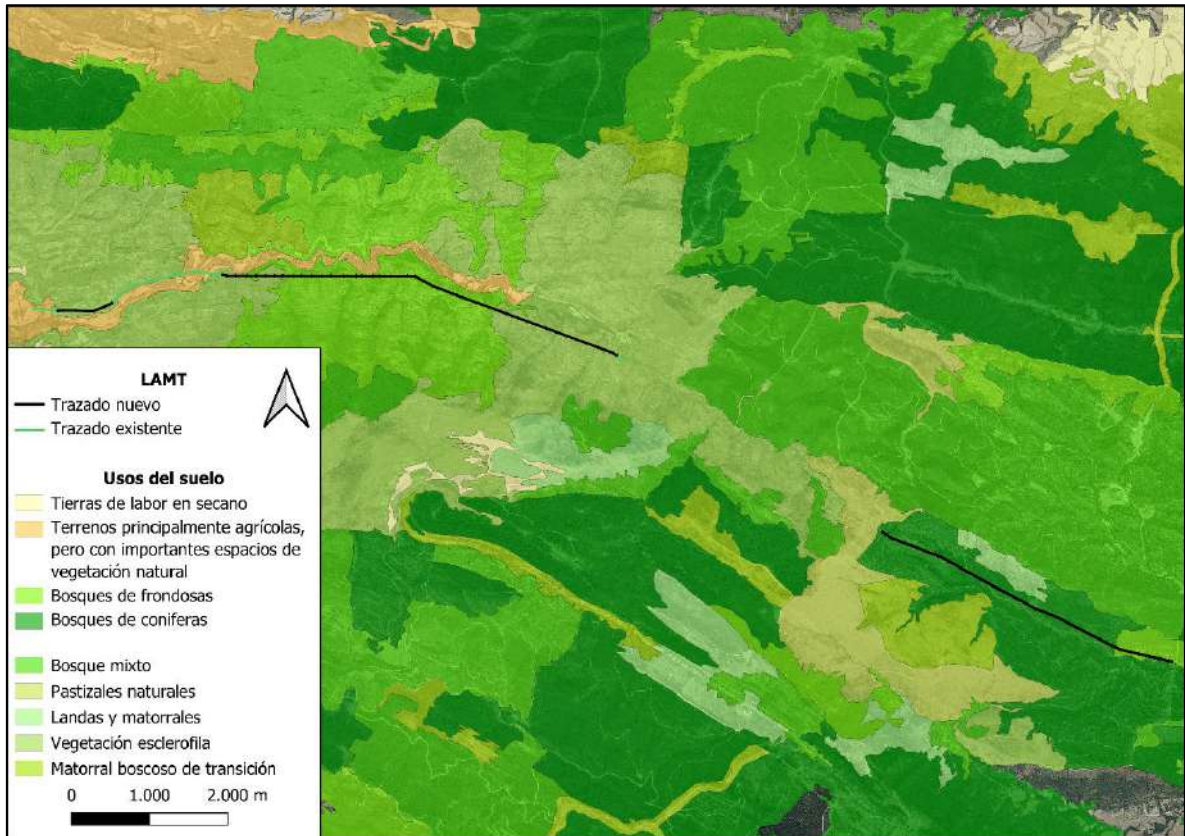 LAMT
Trazado nuevo
Trazado existente
Usos del suelo
Tierras de labor en secano
Terrenos principalmente agrícolas,
pero con importantes espacios de
vegetación natural
Bosques de frondosas
Bosques de coniferas
Bosque mixto
Pastizales naturales
Landas y matorrales
Vegetación esclerofila
Matorral boscoso de transición
0 1.000 2.000 m